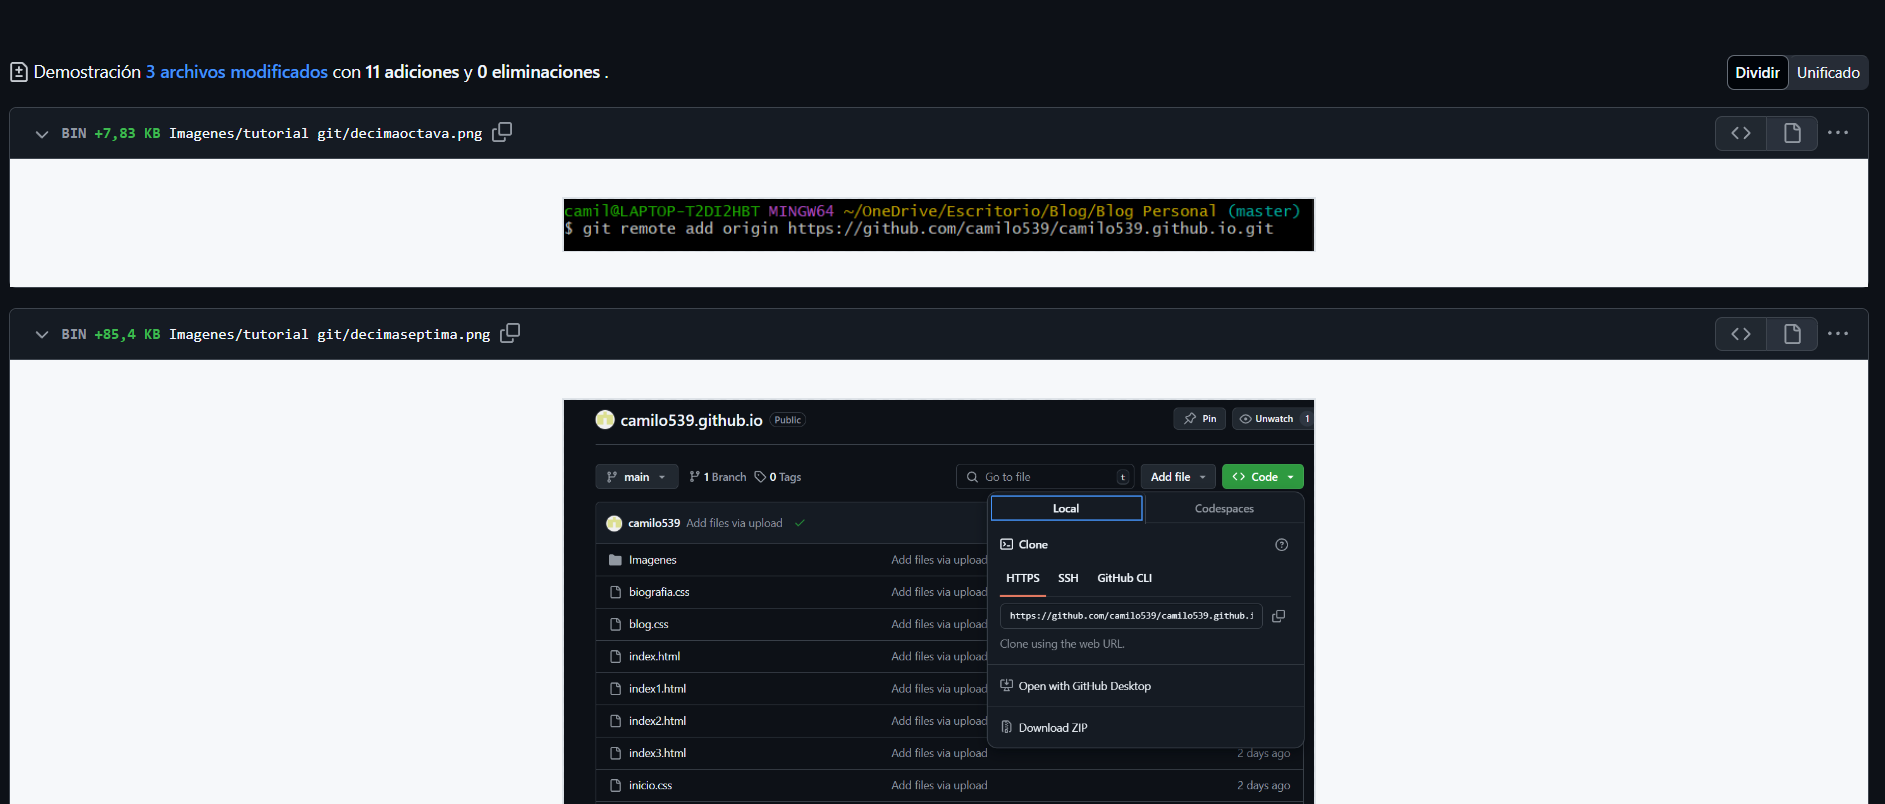 Demostración 3 archivos modificados con 11 adiciones y 0 eliminaciones .
Dividir Unificado
BIN +7,83 KB Imagenes/tutorial git/decimaoctava.png
camil@LAPTOP-T2DI2HBT MINGW64 ~/OneDrive/Escritorio/Blog/Blog Personal (master)
$ git remote add origin https://github.com/camilo539/camilo539.github.io.git
BIN +85,4 KB Imagenes/tutorial git/decimaseptima.png
camilo539.github.io Public Pin Unwatch 1
main 1 Branch 0 Tags Go to file t Add file Code
Local Codespaces
camilo539 Add files via upload
Clone
Imagenes Add files via upload
HTTPS SSH GitHub CLI
biografia.css Add files via upload
https://github.com/camilo539/camilo539.github.i
blog.css Add files via upload
Clone using the web URL.
index.html Add files via upload
index1.html Add files via upload
Open with GitHub Desktop
index2.html Add files via upload
Download ZIP
index3.html Add files via upload 2 days ago
inicio.css Add files via upload 2 days ago